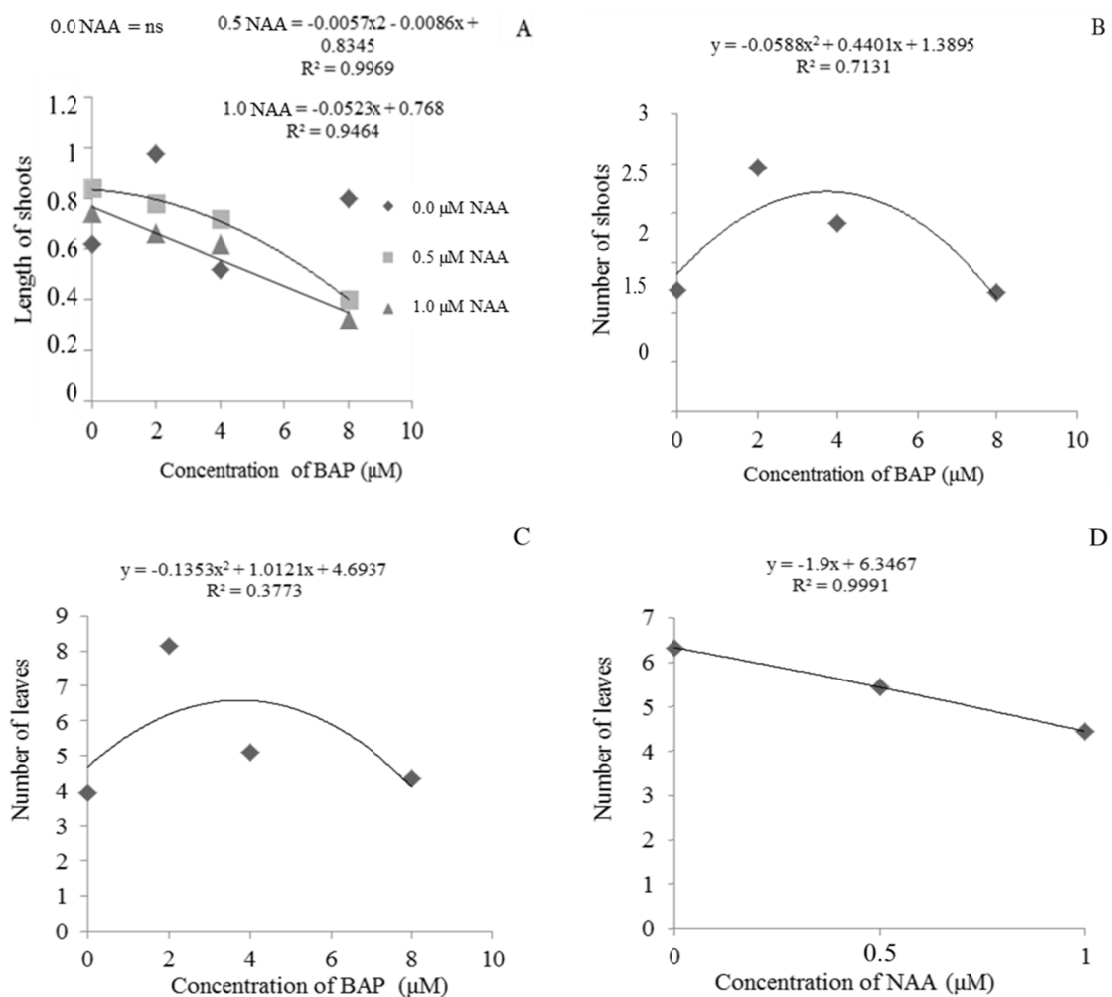 A
0.0 NAA = ns
0.5 NAA = -0.0057x2 - 0.0086x +
0.8345
R² = 0.9969
1.0 NAA = -0.0523x + 0.768
R² = 0.9464
Length of shoots
1.2
1
0.8
0.6
0.4
0.2
0
0 2 4 6 8 10
Concentration of BAP (µM)
0.0 µM NAA
0.5 µM NAA
1.0 µM NAA
B
y = -0.0588x² + 0.4401x + 1.3895
R² = 0.7131
Number of shoots
3
2.5
2
1.5
0
0 2 4 6 8 10
Concentration of BAP (µM)
C
y = -0.1353x² + 1.0121x + 4.6937
R² = 0.3773
Number of leaves
9
8
7
6
5
4
3
2
1
0
0 2 4 6 8 10
Concentration of BAP (µM)
D
y = -1.9x + 6.3467
R² = 0.9991
Number of leaves
7
6
5
4
3
2
1
0
0 0.5 1
Concentration of NAA (µM)